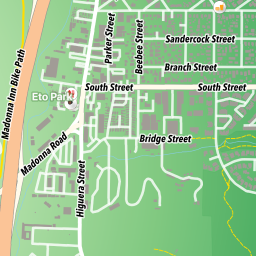 Sandercock Street
Parker Street
Beebee Street
Branch Street
South Street
South Street
Eto Park
Madonna Inn Bike Path
Bridge Street
Madonna Road
Higuera Street